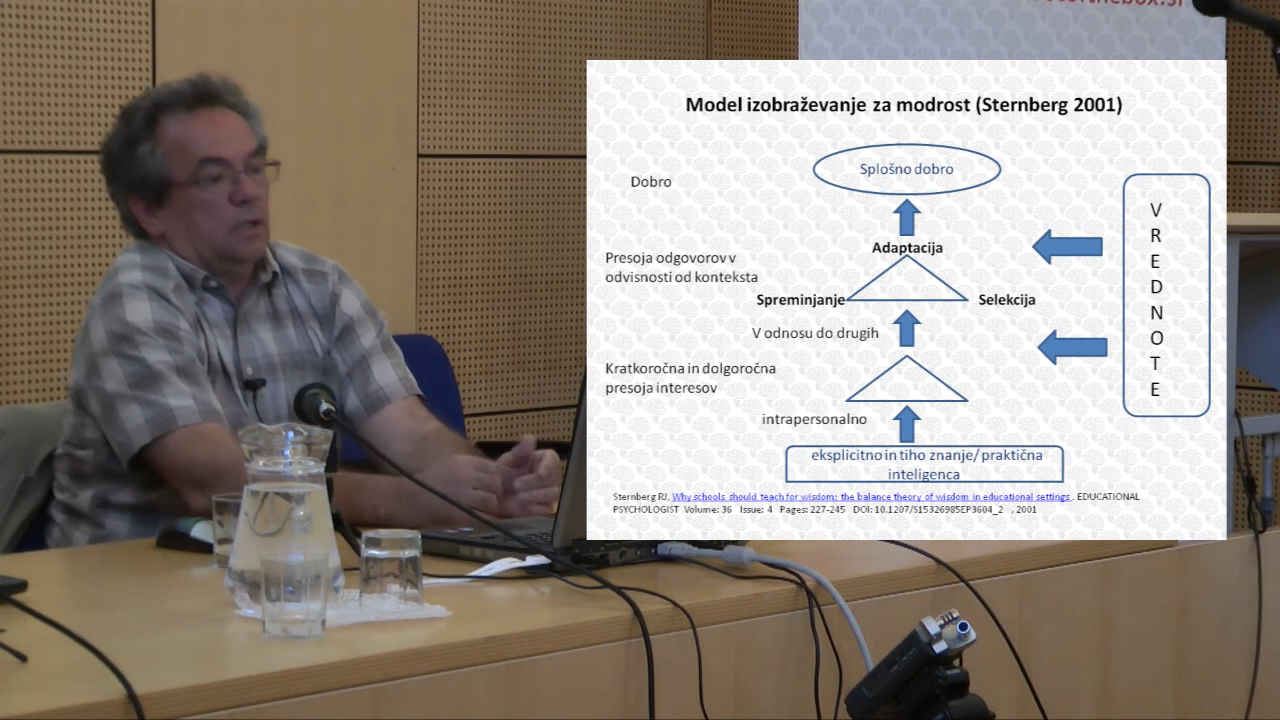 Model izobraževanje za modrost (Sternberg 2001)
Splošno dobro
Dobro
Adaptacija
Presoja odgovorov v
odvisnosti od konteksta
Spreminjanje
Selekcija
V odnosu do drugih
Kratkoročna in dolgoročna
presoja interesov
intrapersonalno
eksplicitno in tiho znanje/ praktična
inteligenca
V
R
E
D
N
O
T
E
Sternberg RJ, Why schools should teach for wisdom: the balance theory of wisdom in educational settings , EDUCATIONAL
PSYCHOLOGIST Volume: 36 Issue: 4 Pages: 227-245 DOI: 10.1207/S15326985EP3604_2 , 2001